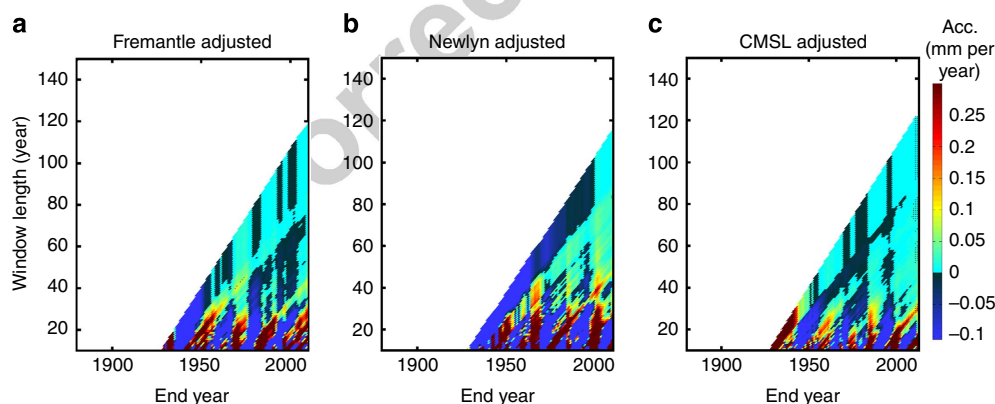 a
Fremantle adjusted
Window length (year)
140
120
100
80
60
40
20
1900
1950
2000
End year
b
Newlyn adjusted
140
120
100
80
60
40
20
1900
1950
2000
End year
c
CMSL adjusted
140
120
100
80
60
40
20
1900
1950
2000
End year
Acc.
(mm per
year)
0.25
0.2
0.15
0.1
0.05
0
−0.05
−0.1